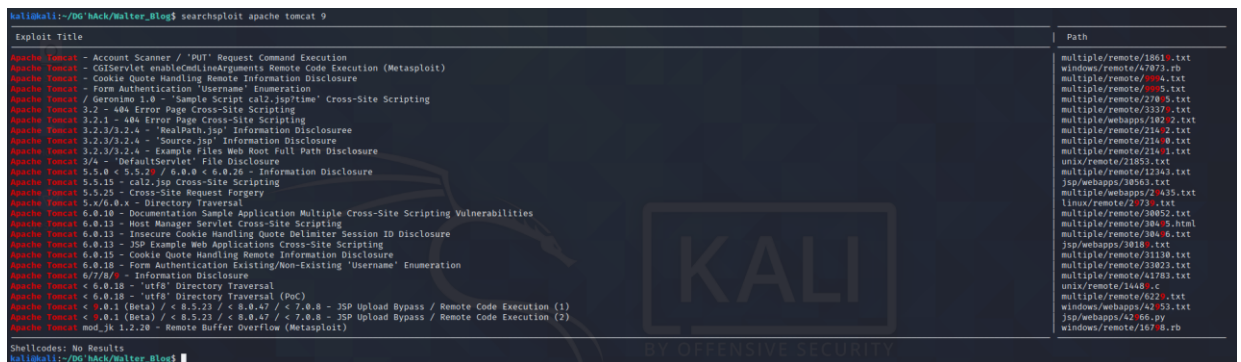 kali@kali:~/DG'hAck/Walter_Blog$ searchsploit apache tomcat 9
Exploit Title | Path
Apache Tomcat - Account Scanner / 'PUT' Request Command Execution | multiple/remote/18619.txt
Apache Tomcat - CGIServlet enableCmdLineArguments Remote Code Execution (Metasploit) | windows/remote/47073.rb
Apache Tomcat - Cookie Quote Handling Remote Information Disclosure | multiple/remote/9994.txt
Apache Tomcat - Form Authentication 'Username' Enumeration | multiple/remote/9995.txt
Apache Tomcat / Geronimo 1.0 - 'Sample Script cal2.jsp?time' Cross-Site Scripting | multiple/remote/27095.txt
Apache Tomcat 3.2 - 404 Error Page Cross-Site Scripting | multiple/remote/33379.txt
Apache Tomcat 3.2.1 - 404 Error Page Cross-Site Scripting | multiple/webapps/10292.txt
Apache Tomcat 3.2.3/3.2.4 - 'RealPath.jsp' Information Disclosuree | multiple/remote/21492.txt
Apache Tomcat 3.2.3/3.2.4 - 'Source.jsp' Information Disclosure | multiple/remote/21490.txt
Apache Tomcat 3.2.3/3.2.4 - Example Files Web Root Full Path Disclosure | multiple/remote/21491.txt
Apache Tomcat 3/4 - 'DefaultServlet' File Disclosure | unix/remote/21853.txt
Apache Tomcat 5.5.0 < 5.5.29 / 6.0.0 < 6.0.26 - Information Disclosure | multiple/remote/12343.txt
Apache Tomcat 5.5.15 - cal2.jsp Cross-Site Scripting | jsp/webapps/30563.txt
Apache Tomcat 5.5.25 - Cross-Site Request Forgery | multiple/webapps/29435.txt
Apache Tomcat 5.x/6.0.x - Directory Traversal | linux/remote/29739.txt
Apache Tomcat 6.0.10 - Documentation Sample Application Multiple Cross-Site Scripting Vulnerabilities | multiple/remote/30052.txt
Apache Tomcat 6.0.13 - Host Manager Servlet Cross-Site Scripting | multiple/remote/30495.html
Apache Tomcat 6.0.13 - Insecure Cookie Handling Quote Delimiter Session ID Disclosure | multiple/remote/30496.txt
Apache Tomcat 6.0.13 - JSP Example Web Applications Cross-Site Scripting | jsp/webapps/30189.txt
Apache Tomcat 6.0.15 - Cookie Quote Handling Remote Information Disclosure | multiple/remote/31130.txt
Apache Tomcat 6.0.18 - Form Authentication Existing/Non-Existing 'Username' Enumeration | multiple/remote/33023.txt
Apache Tomcat 6/7/8/9 - Information Disclosure | multiple/remote/41783.txt
Apache Tomcat < 6.0.18 - 'utf8' Directory Traversal | unix/remote/14489.c
Apache Tomcat < 6.0.18 - 'utf8' Directory Traversal (PoC) | multiple/remote/6229.txt
Apache Tomcat < 9.0.1 (Beta) / < 8.5.23 / < 8.0.47 / < 7.0.8 - JSP Upload Bypass / Remote Code Execution (1) | windows/webapps/42953.txt
Apache Tomcat < 9.0.1 (Beta) / < 8.5.23 / < 8.0.47 / < 7.0.8 - JSP Upload Bypass / Remote Code Execution (2) | jsp/webapps/42966.py
Apache Tomcat mod_jk 1.2.20 - Remote Buffer Overflow (Metasploit) | windows/remote/16798.rb
KALI
BY OFFENSIVE SECURITY
Shellcodes: No Results
kali@kali:~/DG'hAck/Walter_Blog$